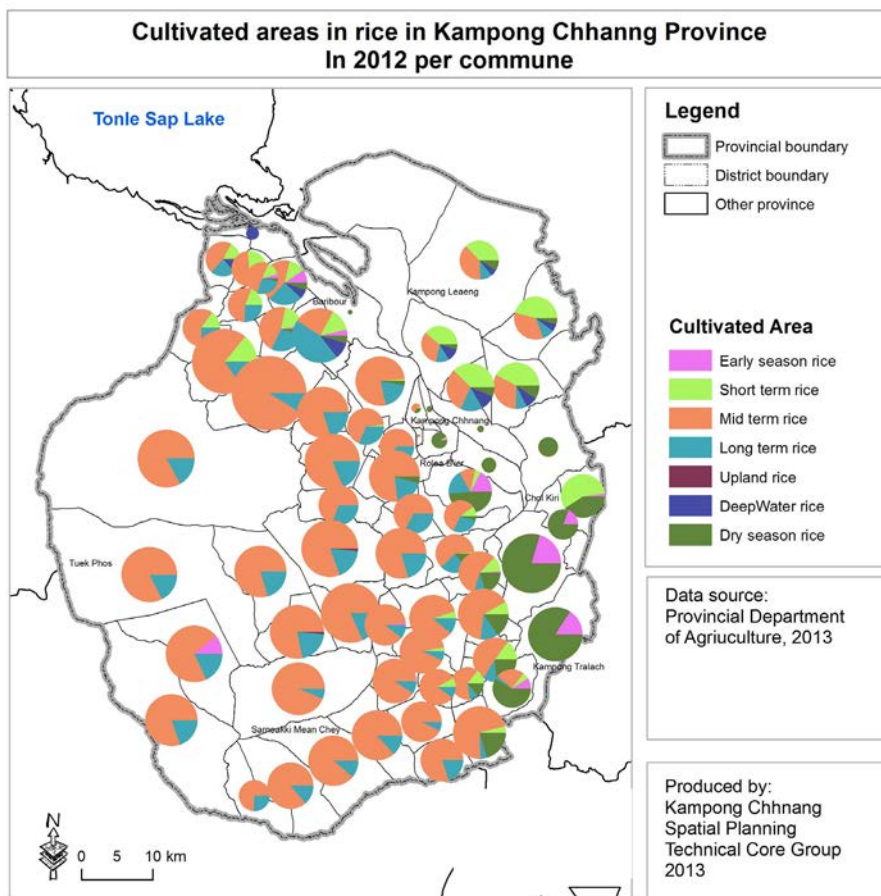 Cultivated areas in rice in Kampong Chhanng Province
In 2012 per commune
Tonle Sap Lake
Kampong Leaeng
Baribour
Kampong Chhnang
Rolea Bier
Chol Kiri
Tuek Phos
Kampong Tralach
Sameakki Mean Chey
N
0 5 10 km
Legend
Provincial boundary
District boundary
Other province
Cultivated Area
Early season rice
Short term rice
Mid term rice
Long term rice
Upland rice
DeepWater rice
Dry season rice
Data source:
Provincial Department
of Agriuculture, 2013
Produced by:
Kampong Chhnang
Spatial Planning
Technical Core Group
2013